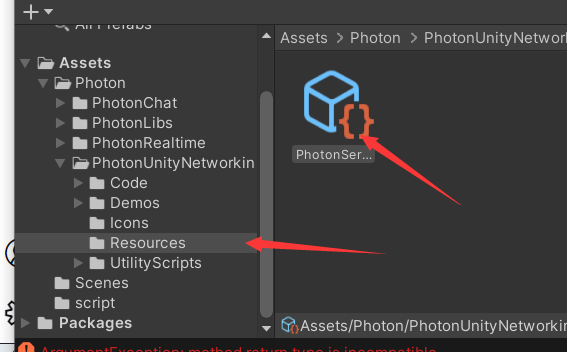 All Prefabs
Assets
Photon
PhotonChat
PhotonLibs
PhotonRealtime
PhotonUnityNetworkin
Code
Demos
Icons
Resources
UtilityScripts
Scenes
script
Packages
Assets > Photon > PhotonUnityNetworl
PhotonSer...
Assets/Photon/PhotonUnityNetworkin
ArgumentException: method return type is incompatible